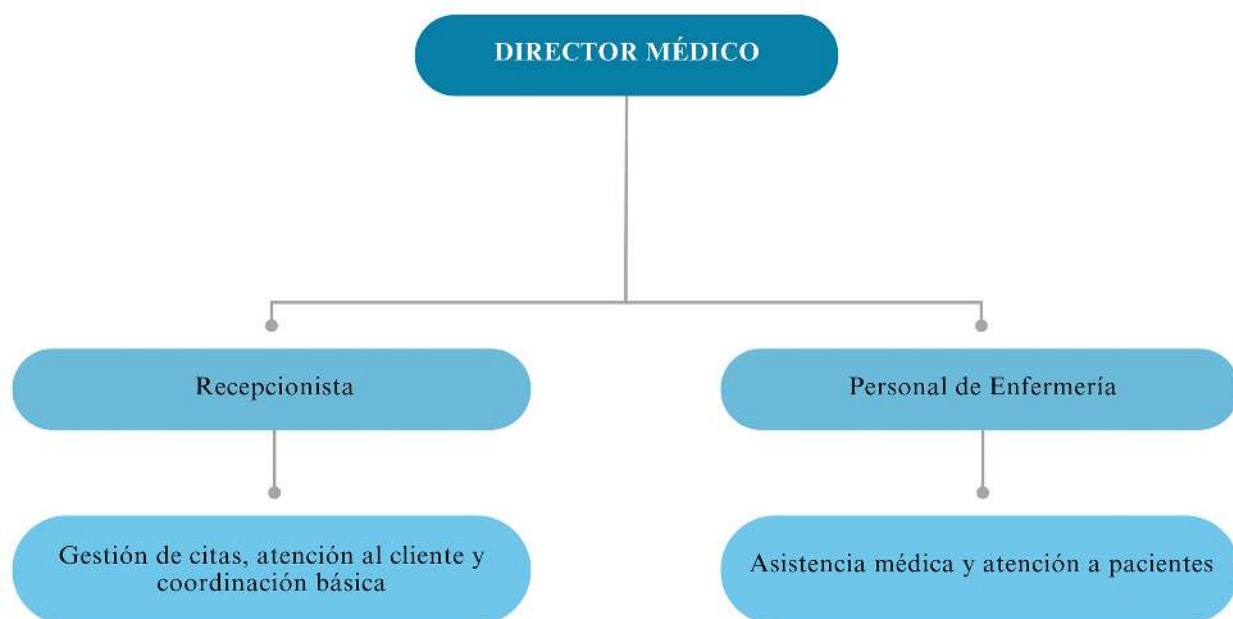 DIRECTOR MÉDICO
Recepcionista
Personal de Enfermería
Gestión de citas, atención al cliente y
coordinación básica
Asistencia médica y atención a pacientes